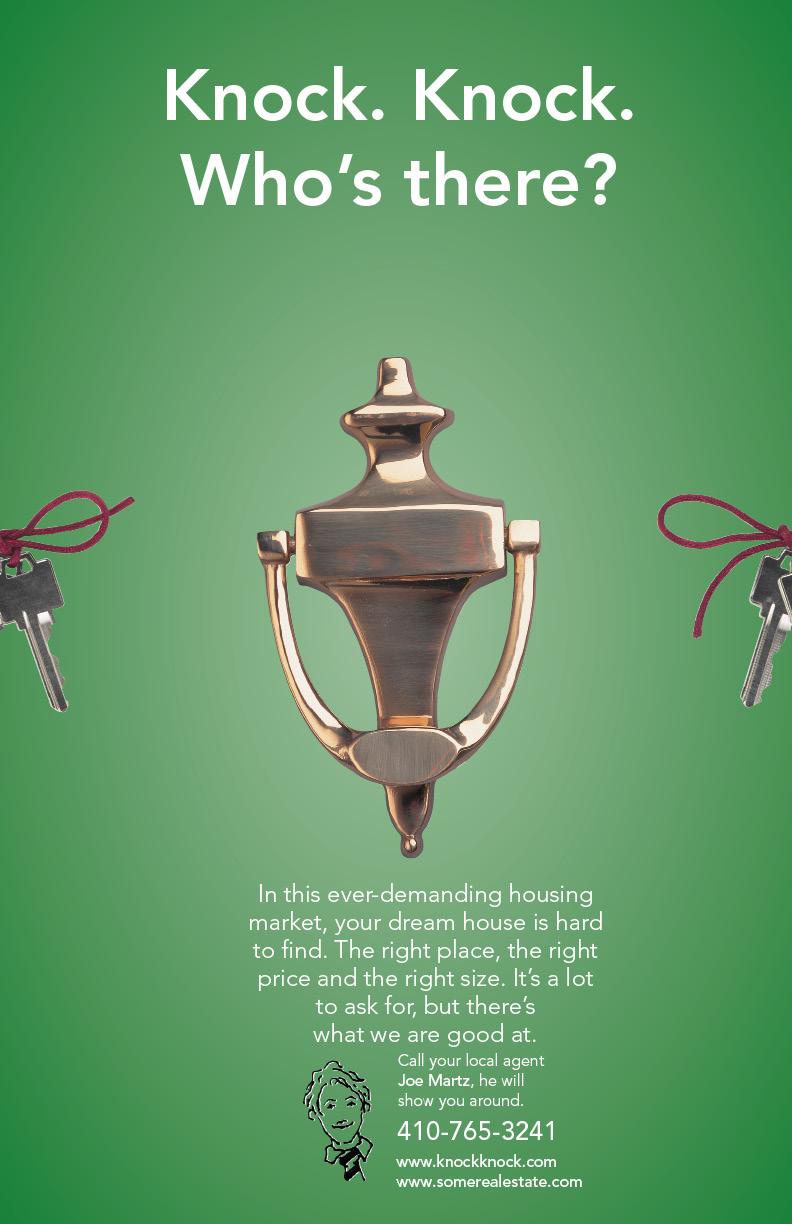 Knock. Knock.
Who’s there?
In this ever-demanding housing
market, your dream house is hard
to find. The right place, the right
price and the right size. It’s a lot
to ask for, but there’s
what we are good at.
Call your local agent
Joe Martz, he will
show you around.
410-765-3241
www.knockknock.com
www.somerealestate.com